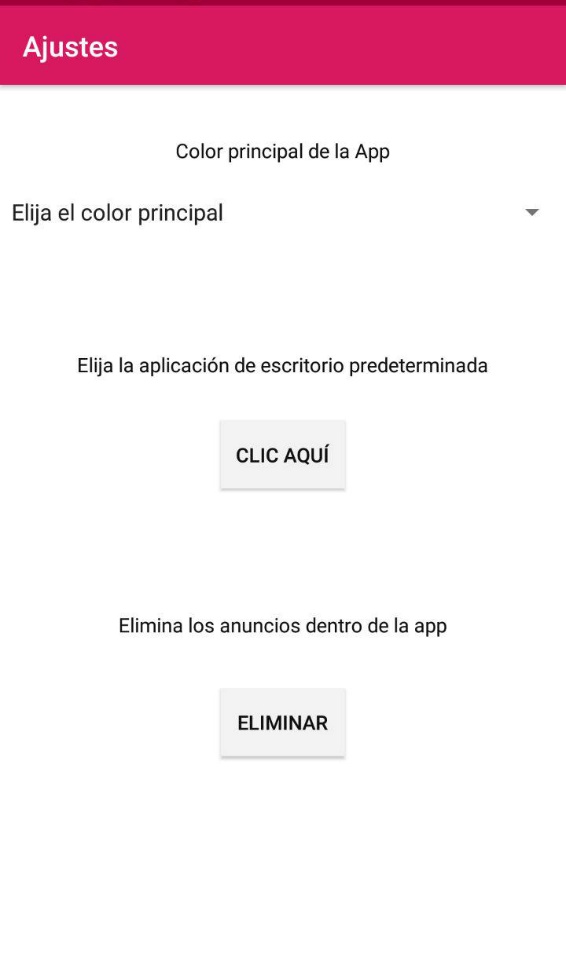 Ajustes
Color principal de la App
Elija el color principal
Elija la aplicación de escritorio predeterminada
CLIC AQUÍ
Elimina los anuncios dentro de la app
ELIMINAR